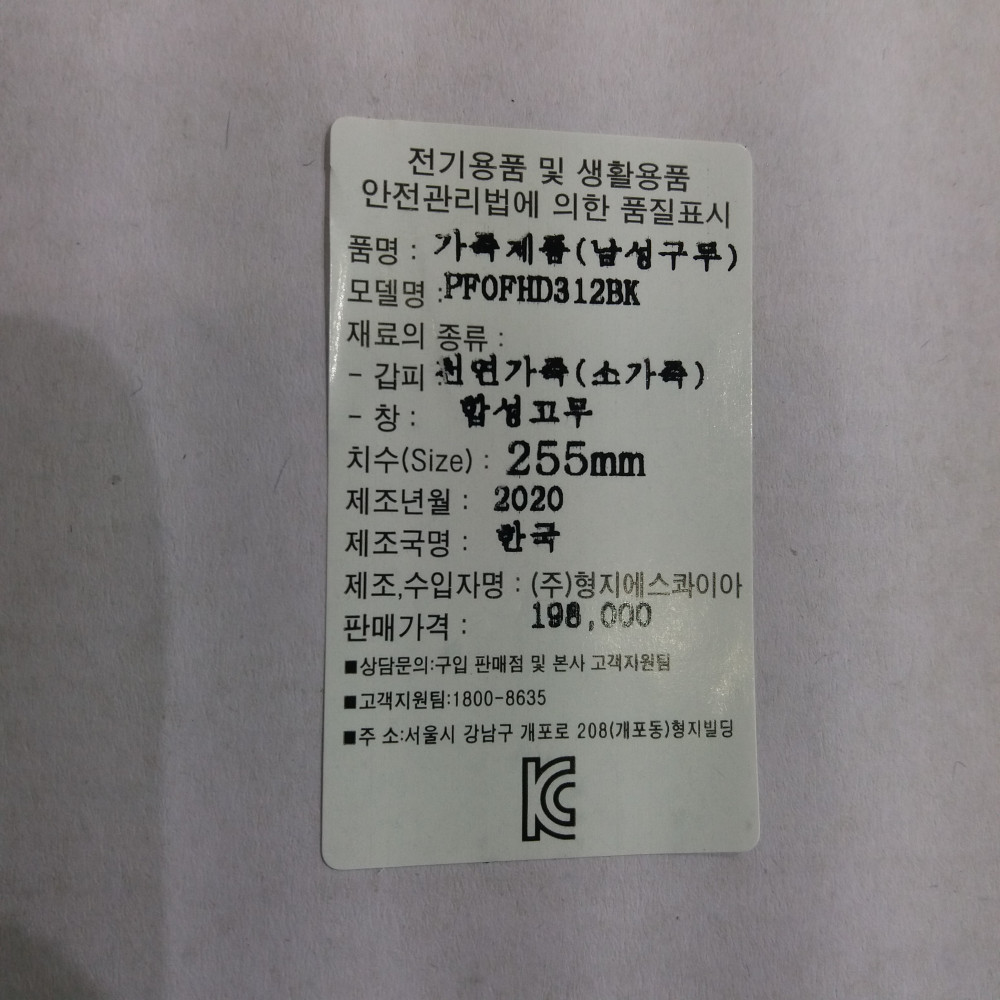 전기용품 및 생활용품
안전관리법에 의한 품질표시
품명 : 가죽제품(남성구두)
모델명 : PF0FHD312BK
재료의 종류 :
- 갑피 : 천연가죽(소가죽)
- 창 : 합성고무
치수(Size) : 255mm
제조년월 : 2020
제조국명 : 한국
제조,수입자명 : (주)형지에스콰이아
판매가격 : 198,000
■상담문의:구입 판매점 및 본사 고객지원팀
■고객지원팀:1800-8635
■주 소:서울시 강남구 개포로 208(개포동)형지빌딩
KC